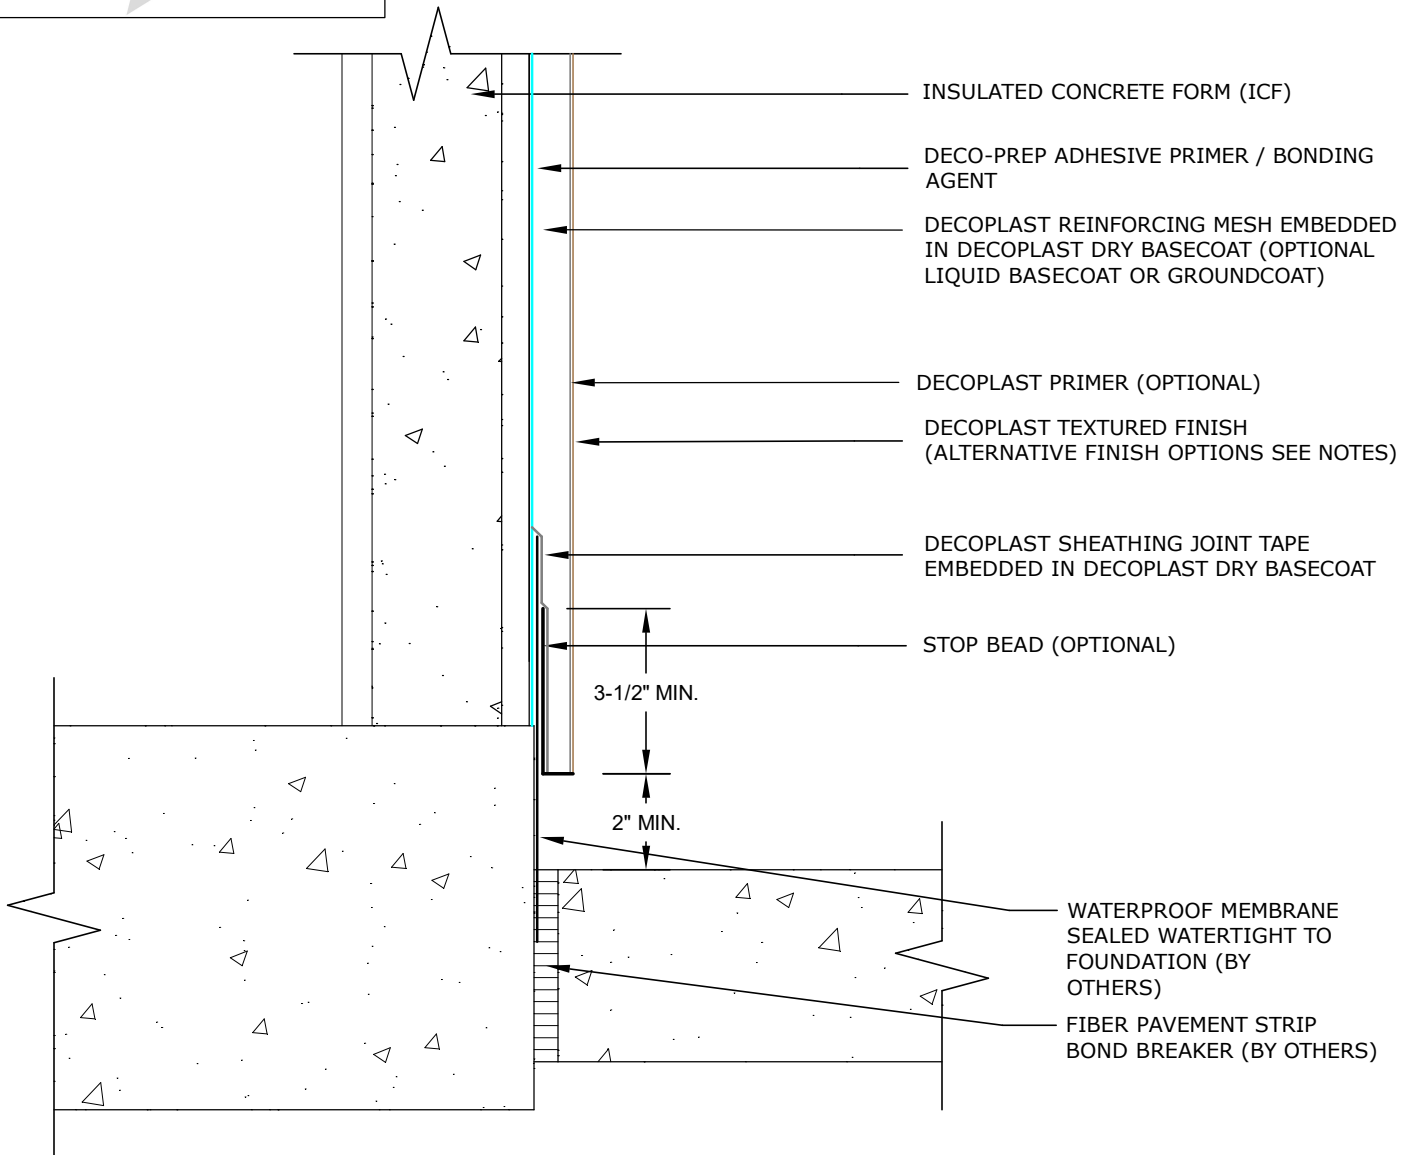 INSULATED CONCRETE FORM (ICF)
DECO-PREP ADHESIVE PRIMER / BONDING
AGENT
DECOPLAST REINFORCING MESH EMBEDDED
IN DECOPLAST DRY BASECOAT (OPTIONAL
LIQUID BASECOAT OR GROUNDCOAT)
DECOPLAST PRIMER (OPTIONAL)
DECOPLAST TEXTURED FINISH
(ALTERNATIVE FINISH OPTIONS SEE NOTES)
DECOPLAST SHEATHING JOINT TAPE
EMBEDDED IN DECOPLAST DRY BASECOAT
STOP BEAD (OPTIONAL)
3-1/2" MIN.
2" MIN.
WATERPROOF MEMBRANE
SEALED WATERTIGHT TO
FOUNDATION (BY
OTHERS)
FIBER PAVEMENT STRIP
BOND BREAKER (BY OTHERS)